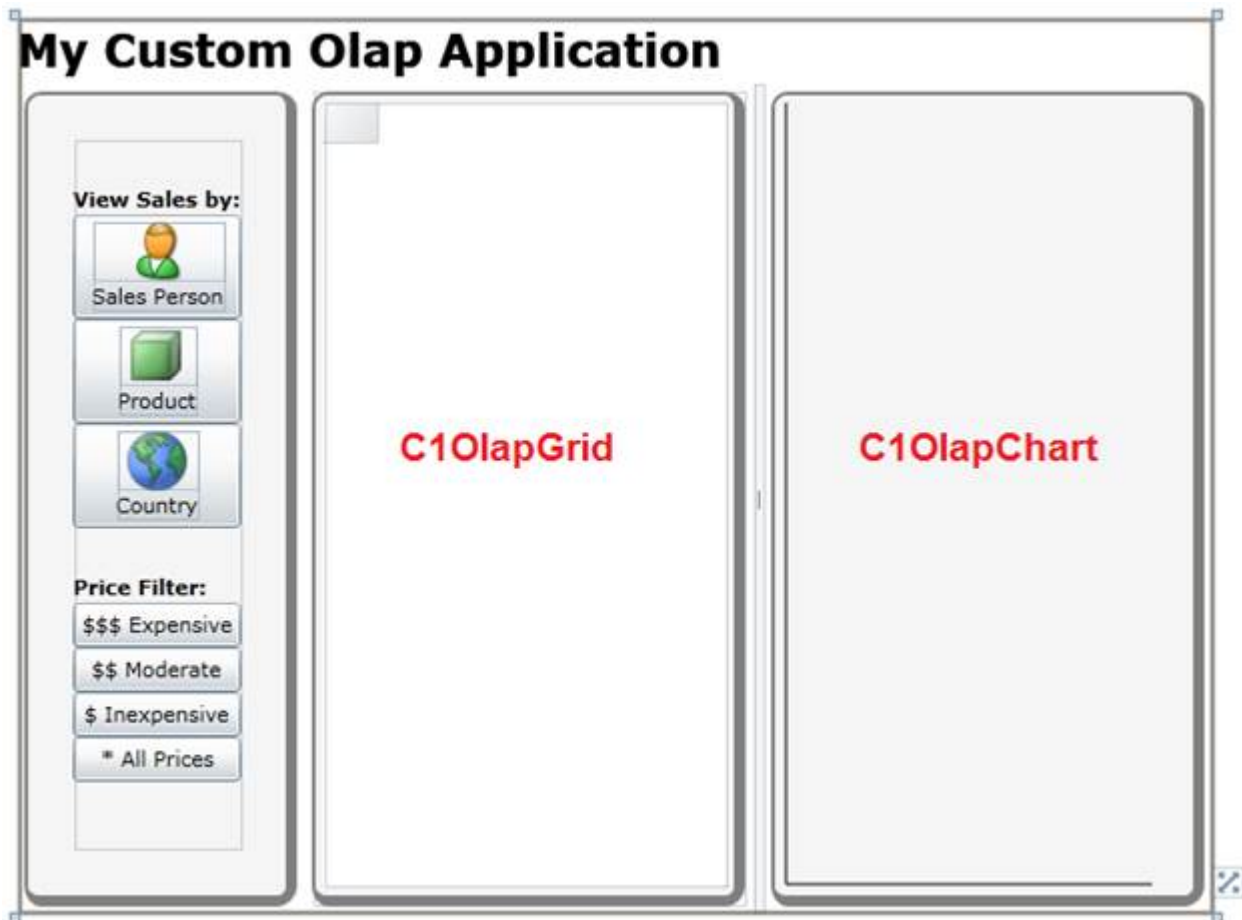 My Custom Olap Application
View Sales by:
Sales Person
Product
Country
Price Filter:
$$$ Expensive
$$ Moderate
$ Inexpensive
* All Prices
C1OlapGrid
C1OlapChart